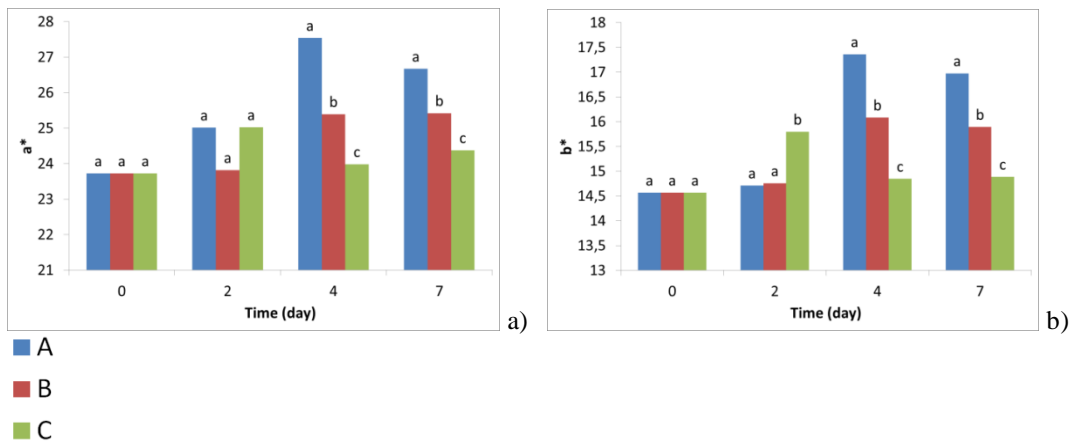 28
27
26
25
24
23
22
21
a*
a a a
a a a
a b c
a b c
0 2 4 7
Time (day)
a)
18
17,5
17
16,5
16
15,5
15
14,5
14
13,5
13
b*
a a a
a a b
a b c
a b c
0 2 4 7
Time (day)
b)
A
B
C